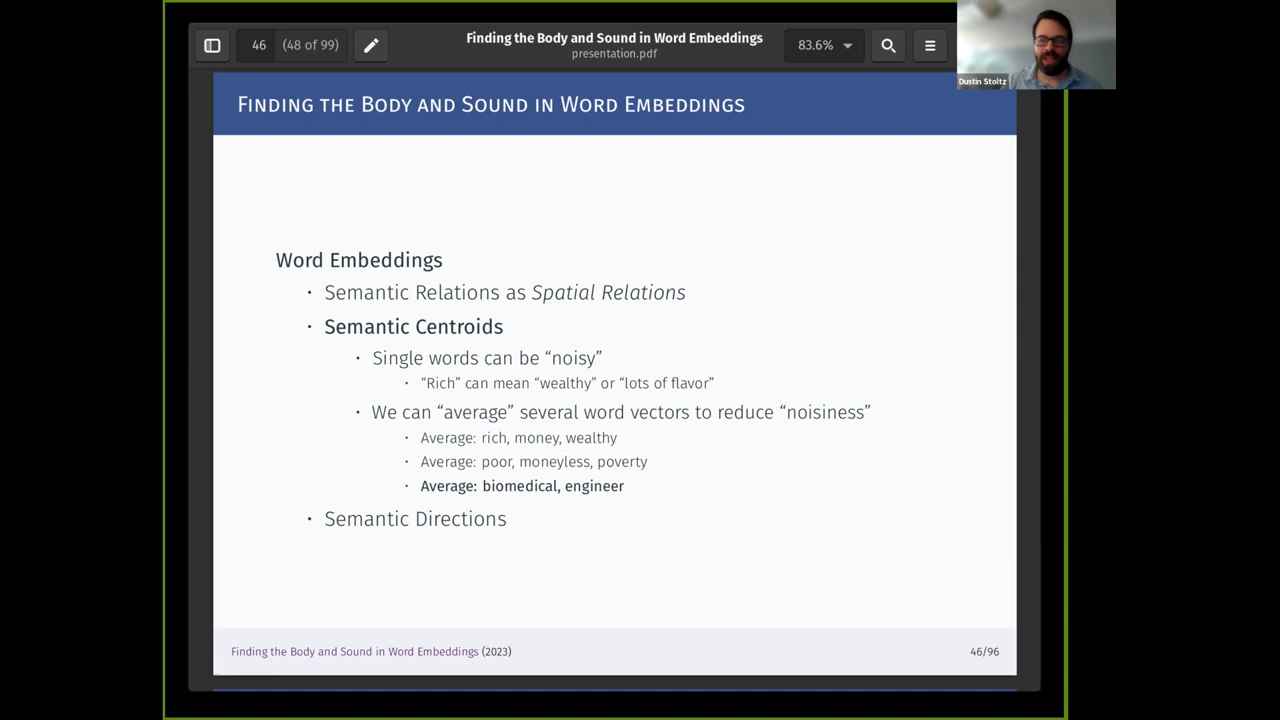 46 (48 of 99)
Finding the Body and Sound in Word Embeddings
presentation.pdf
83.6%
Dustin Stoltz
Finding the Body and Sound in Word Embeddings
Word Embeddings
· Semantic Relations as Spatial Relations
· Semantic Centroids
· Single words can be “noisy”
· “Rich” can mean “wealthy” or “lots of flavor”
· We can “average” several word vectors to reduce “noisiness”
· Average: rich, money, wealthy
· Average: poor, moneyless, poverty
· Average: biomedical, engineer
· Semantic Directions
Finding the Body and Sound in Word Embeddings (2023) 46/96